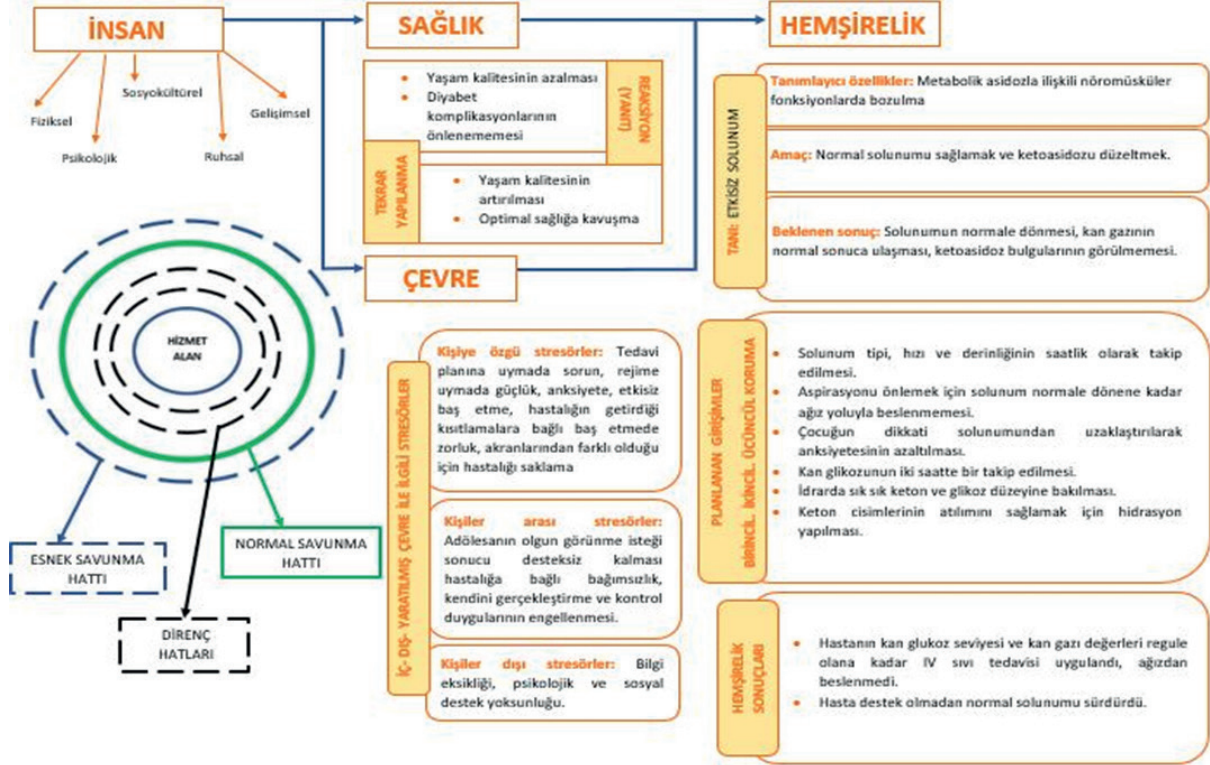 İNSAN
Fiziksel
Psikolojik
Sosyokültürel
Ruhsal
Gelişimsel
HİZMET
ALAN
ESNEK SAVUNMA
HATTI
NORMAL SAVUNMA
HATTI
DİRENÇ
HATLARI
SAĞLIK
• Yaşam kalitesinin azalması
• Diyabet
komplikasyonlarının
önlenememesi
REAKSİYON
(YANIT)
TEKRAR
YAPILANMA
• Yaşam kalitesinin
artırılması
• Optimal sağlığa kavuşma
ÇEVRE
İÇ- DIŞ- YARATILMIŞ ÇEVRE İLE İLGİLİ STRESÖRLER
Kişiye özgü stresörler: Tedavi
planına uymada sorun, rejime
uymada güçlük, anksiyete, etkisiz
baş etme, hastalığın getirdiği
kısıtlamalara bağlı baş etmede
zorluk, akranlarından farklı olduğu
için hastalığı saklama
Kişiler arası stresörler:
Adölesanın olgun görünme isteği
sonucu desteksiz kalması
hastalığa bağlı bağımsızlık,
kendini gerçekleştirme ve kontrol
duygularının engellenmesi.
Kişiler dışı stresörler: Bilgi
eksikliği, psikolojik ve sosyal
destek yoksunluğu.
HEMŞİRELİK
TANI: ETKİSİZ SOLUNUM
Tanımlayıcı özellikler: Metabolik asidozla ilişkili nöromüsküler
fonksiyonlarda bozulma
Amaç: Normal solunumu sağlamak ve ketoasidozu düzeltmek.
Beklenen sonuç: Solunumun normale dönmesi, kan gazının
normal sonuca ulaşması, ketoasidoz bulgularının görülmemesi.
PLANLANAN GİRİŞİMLER
BİRİNCİL, İKİNCİL, ÜÇÜNCÜL KORUMA
• Solunum tipi, hızı ve derinliğinin saatlik olarak takip
edilmesi.
• Aspirasyonu önlemek için solunum normale dönene kadar
ağız yoluyla beslenmemesi.
• Çocuğun dikkati solunumundan uzaklaştırılarak
anksiyetesinin azaltılması.
• Kan glikozunun iki saatte bir takip edilmesi.
• İdrarda sık sık keton ve glikoz düzeyine bakılması.
• Keton cisimlerinin atılımını sağlamak için hidrasyon
yapılması.
HEMŞİRELİK
SONUÇLARI
• Hastanın kan glukoz seviyesi ve kan gazı değerleri regule
olana kadar IV sıvı tedavisi uygulandı, ağızdan
beslenmedi.
• Hasta destek olmadan normal solunumu sürdürdü.